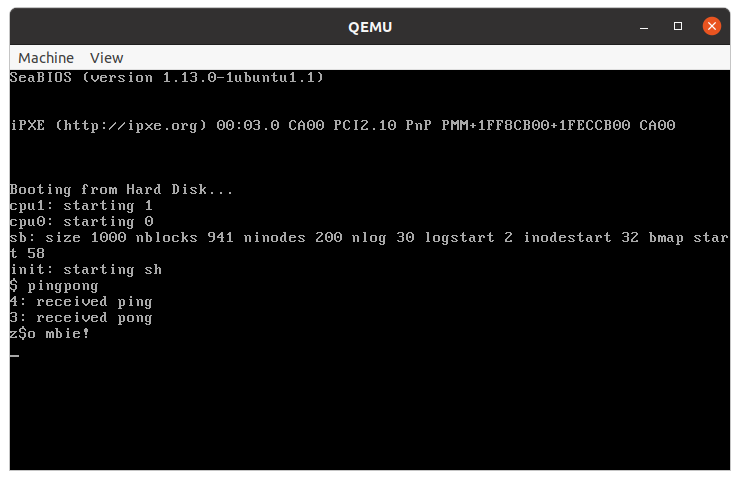 QEMU
Machine View
SeaBIOS (version 1.13.0-1ubuntu1.1)
iPXE (http://ipxe.org) 00:03.0 CA00 PCI2.10 PnP PMM+1FF8CB00+1FECCB00 CA00
Booting from Hard Disk...
cpu1: starting 1
cpu0: starting 0
sb: size 1000 nblocks 941 ninodes 200 nlog 30 logstart 2 inodestart 32 bmap star
t 58
init: starting sh
$ pingpong
4: received ping
3: received pong
z$o mbie!